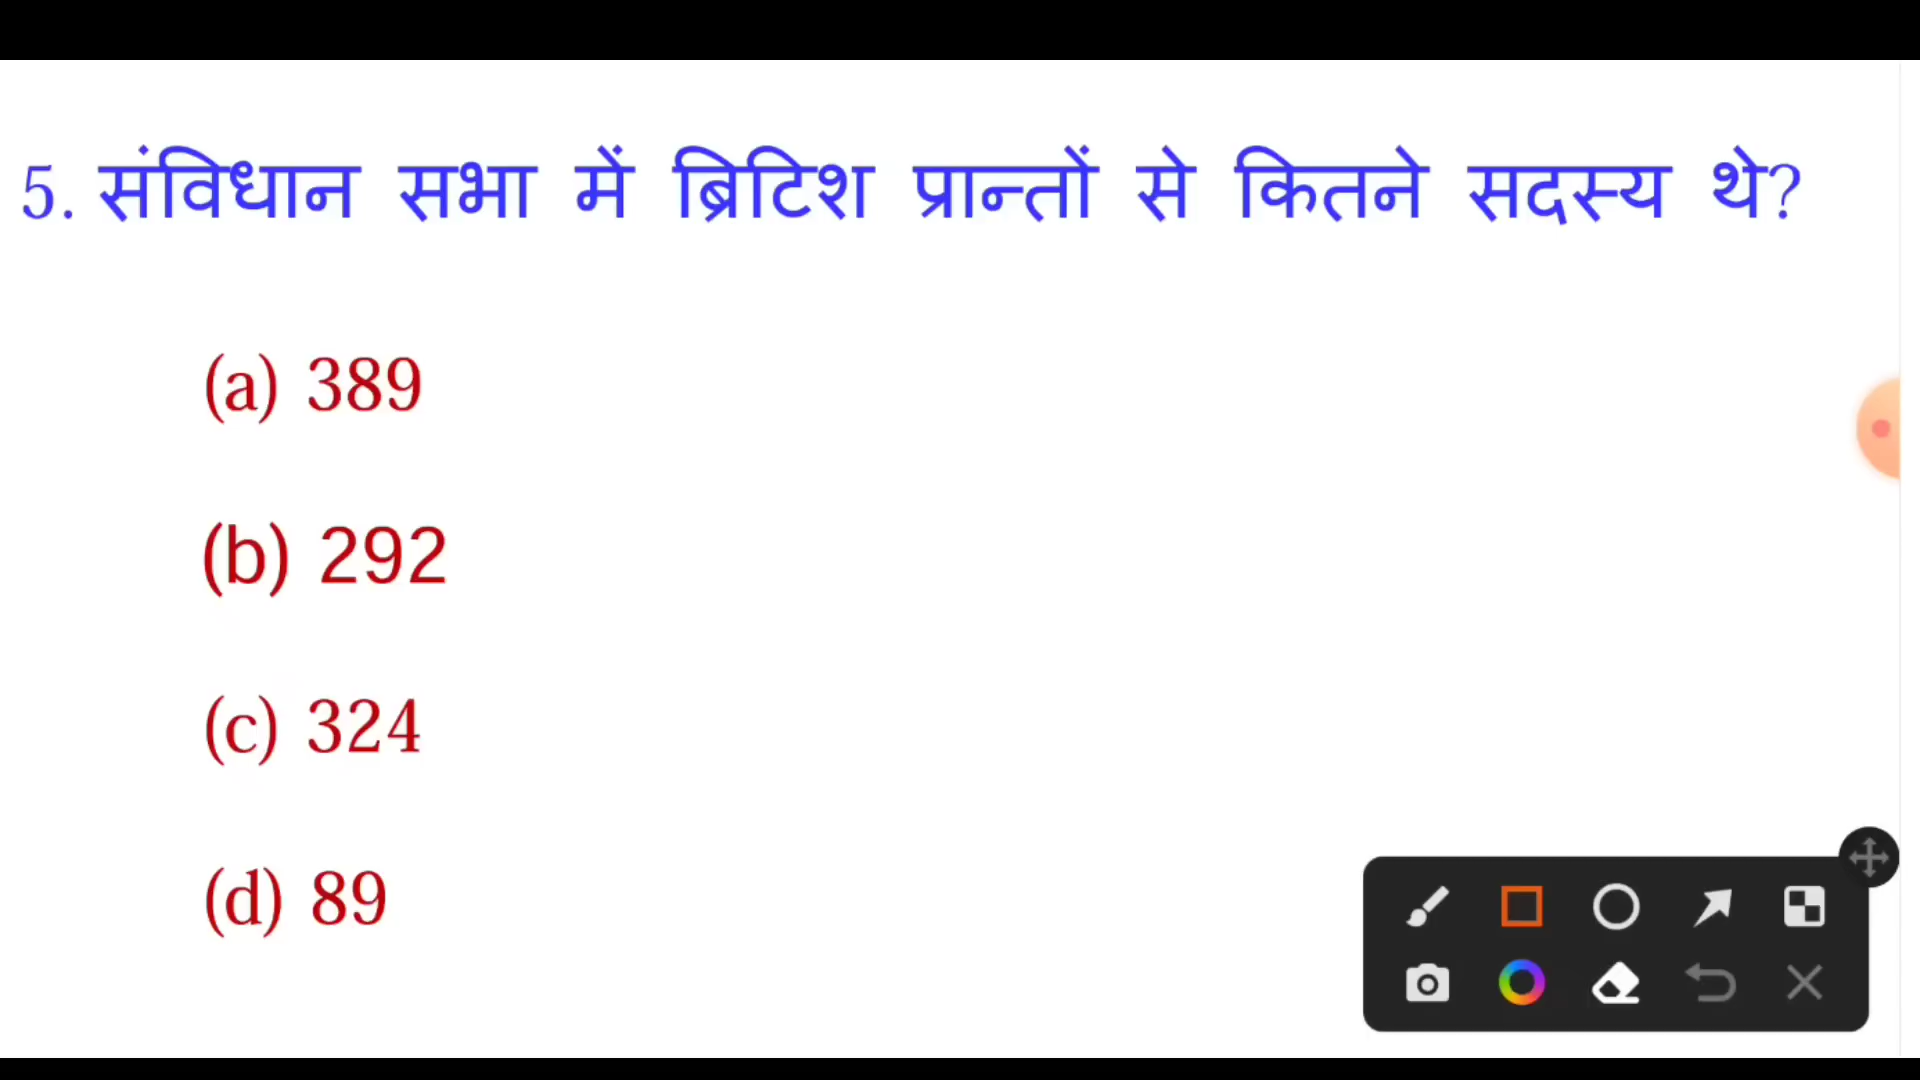 5. संविधान सभा में ब्रिटिश प्रान्तों से कितने सदस्य थे?
(a) 389
(b) 292
(c) 324
(d) 89